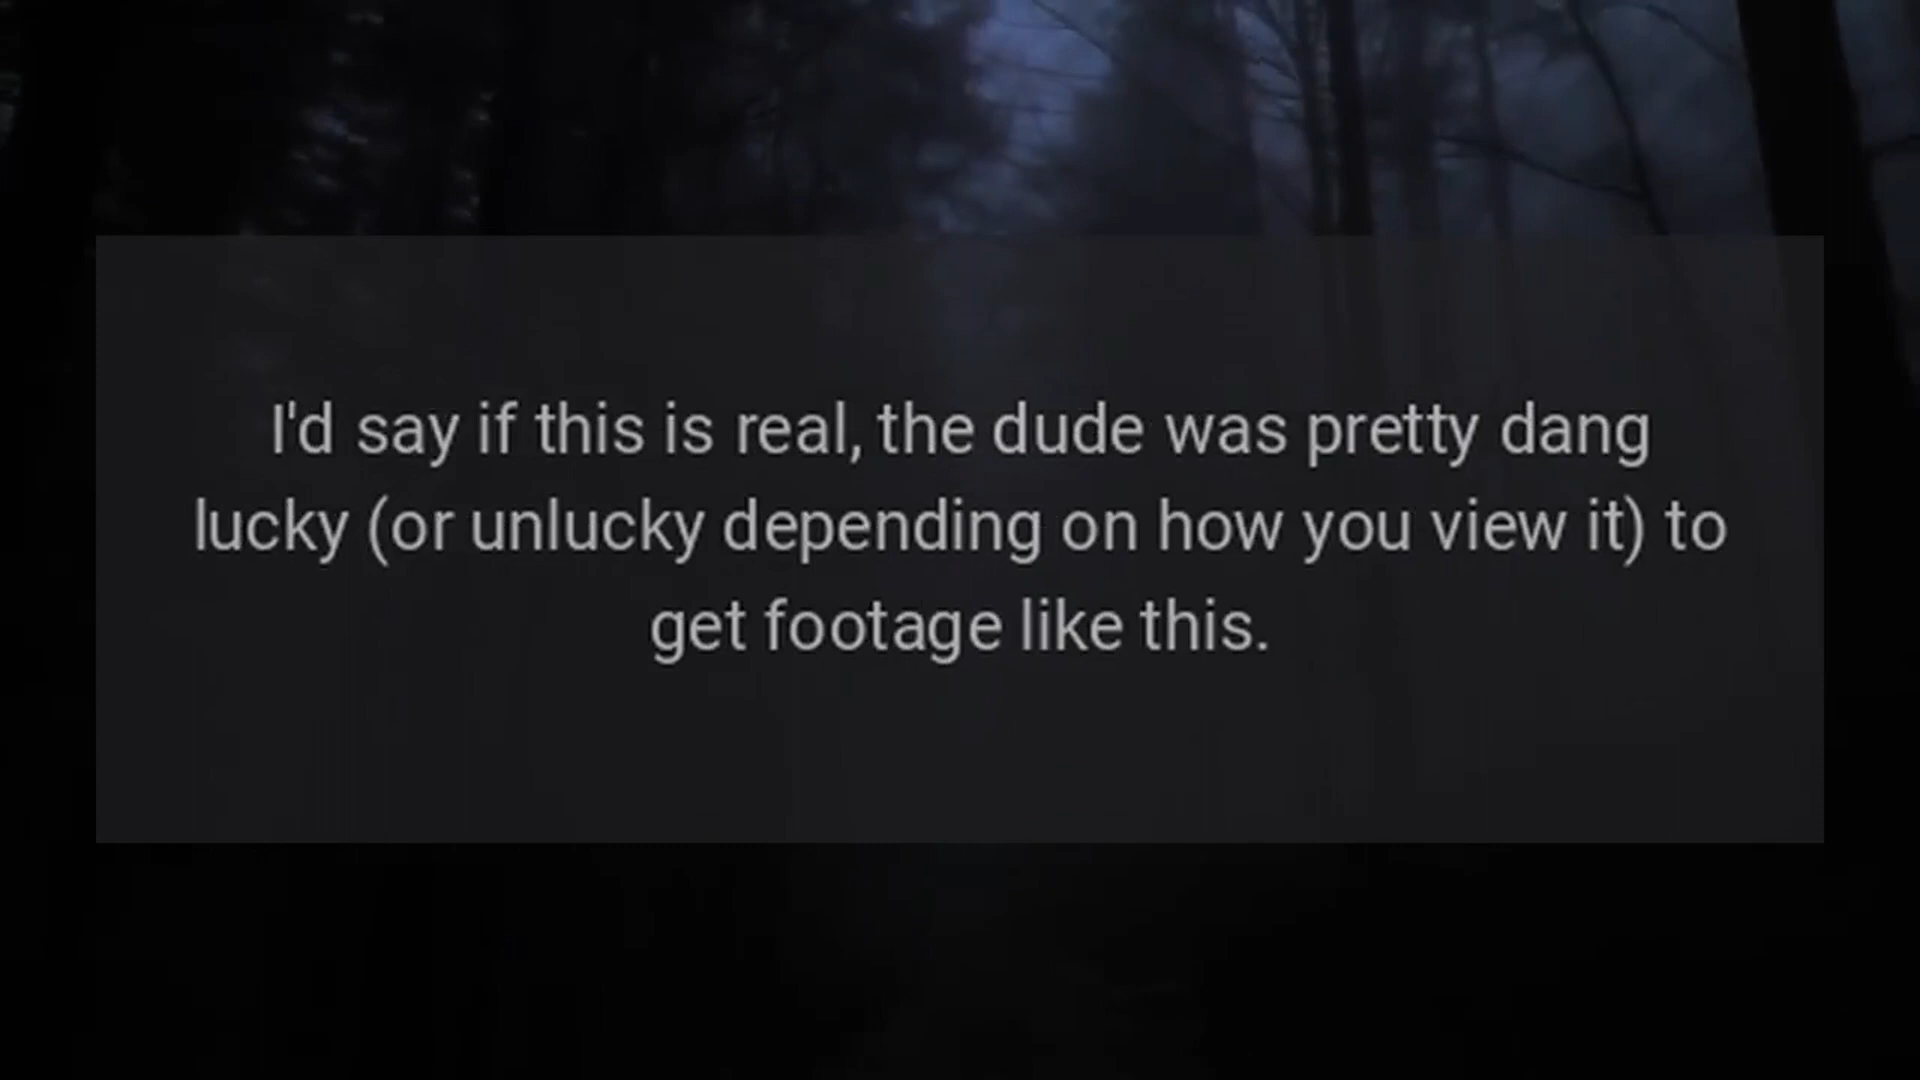 I'd say if this is real, the dude was pretty dang
lucky (or unlucky depending on how you view it) to
get footage like this.